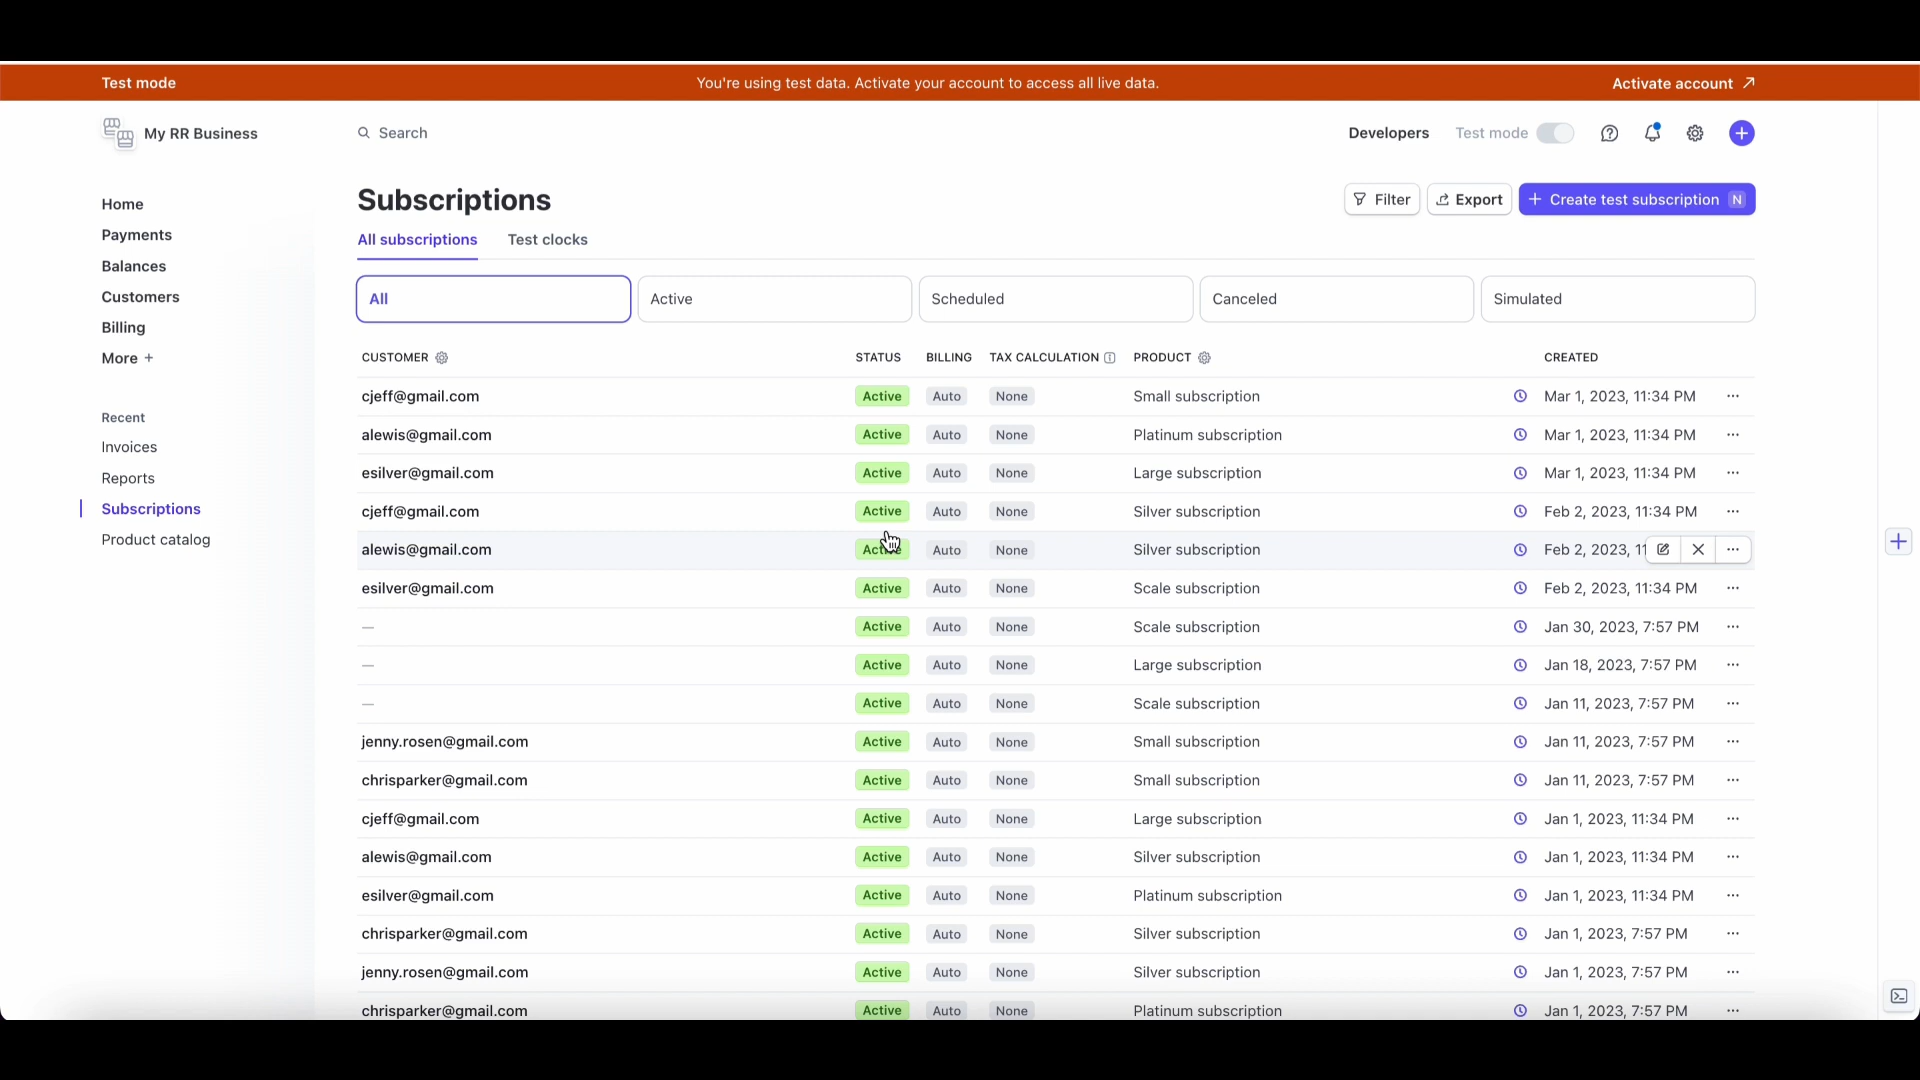 Test mode You're using test data. Activate your account to access all live data. Activate account
My RR Business Search Developers Test mode
Home
Payments
Balances
Customers
Billing
More +
Recent
Invoices
Reports
Subscriptions
Product catalog
Subscriptions Filter Export + Create test subscription N
All subscriptions Test clocks
All Active Scheduled Canceled Simulated
CUSTOMER STATUS BILLING TAX CALCULATION PRODUCT CREATED
cjeff@gmail.com Active Auto None Small subscription Mar 1, 2023, 11:34 PM
alewis@gmail.com Active Auto None Platinum subscription Mar 1, 2023, 11:34 PM
esilver@gmail.com Active Auto None Large subscription Mar 1, 2023, 11:34 PM
cjeff@gmail.com Active Auto None Silver subscription Feb 2, 2023, 11:34 PM
alewis@gmail.com Active Auto None Silver subscription Feb 2, 2023, 11
esilver@gmail.com Active Auto None Scale subscription Feb 2, 2023, 11:34 PM
— Active Auto None Scale subscription Jan 30, 2023, 7:57 PM
— Active Auto None Large subscription Jan 18, 2023, 7:57 PM
— Active Auto None Scale subscription Jan 11, 2023, 7:57 PM
jenny.rosen@gmail.com Active Auto None Small subscription Jan 11, 2023, 7:57 PM
chrisparker@gmail.com Active Auto None Small subscription Jan 11, 2023, 7:57 PM
cjeff@gmail.com Active Auto None Large subscription Jan 1, 2023, 11:34 PM
alewis@gmail.com Active Auto None Silver subscription Jan 1, 2023, 11:34 PM
esilver@gmail.com Active Auto None Platinum subscription Jan 1, 2023, 11:34 PM
chrisparker@gmail.com Active Auto None Silver subscription Jan 1, 2023, 7:57 PM
jenny.rosen@gmail.com Active Auto None Silver subscription Jan 1, 2023, 7:57 PM
chrisparker@gmail.com Active Auto None Platinum subscription Jan 1, 2023, 7:57 PM